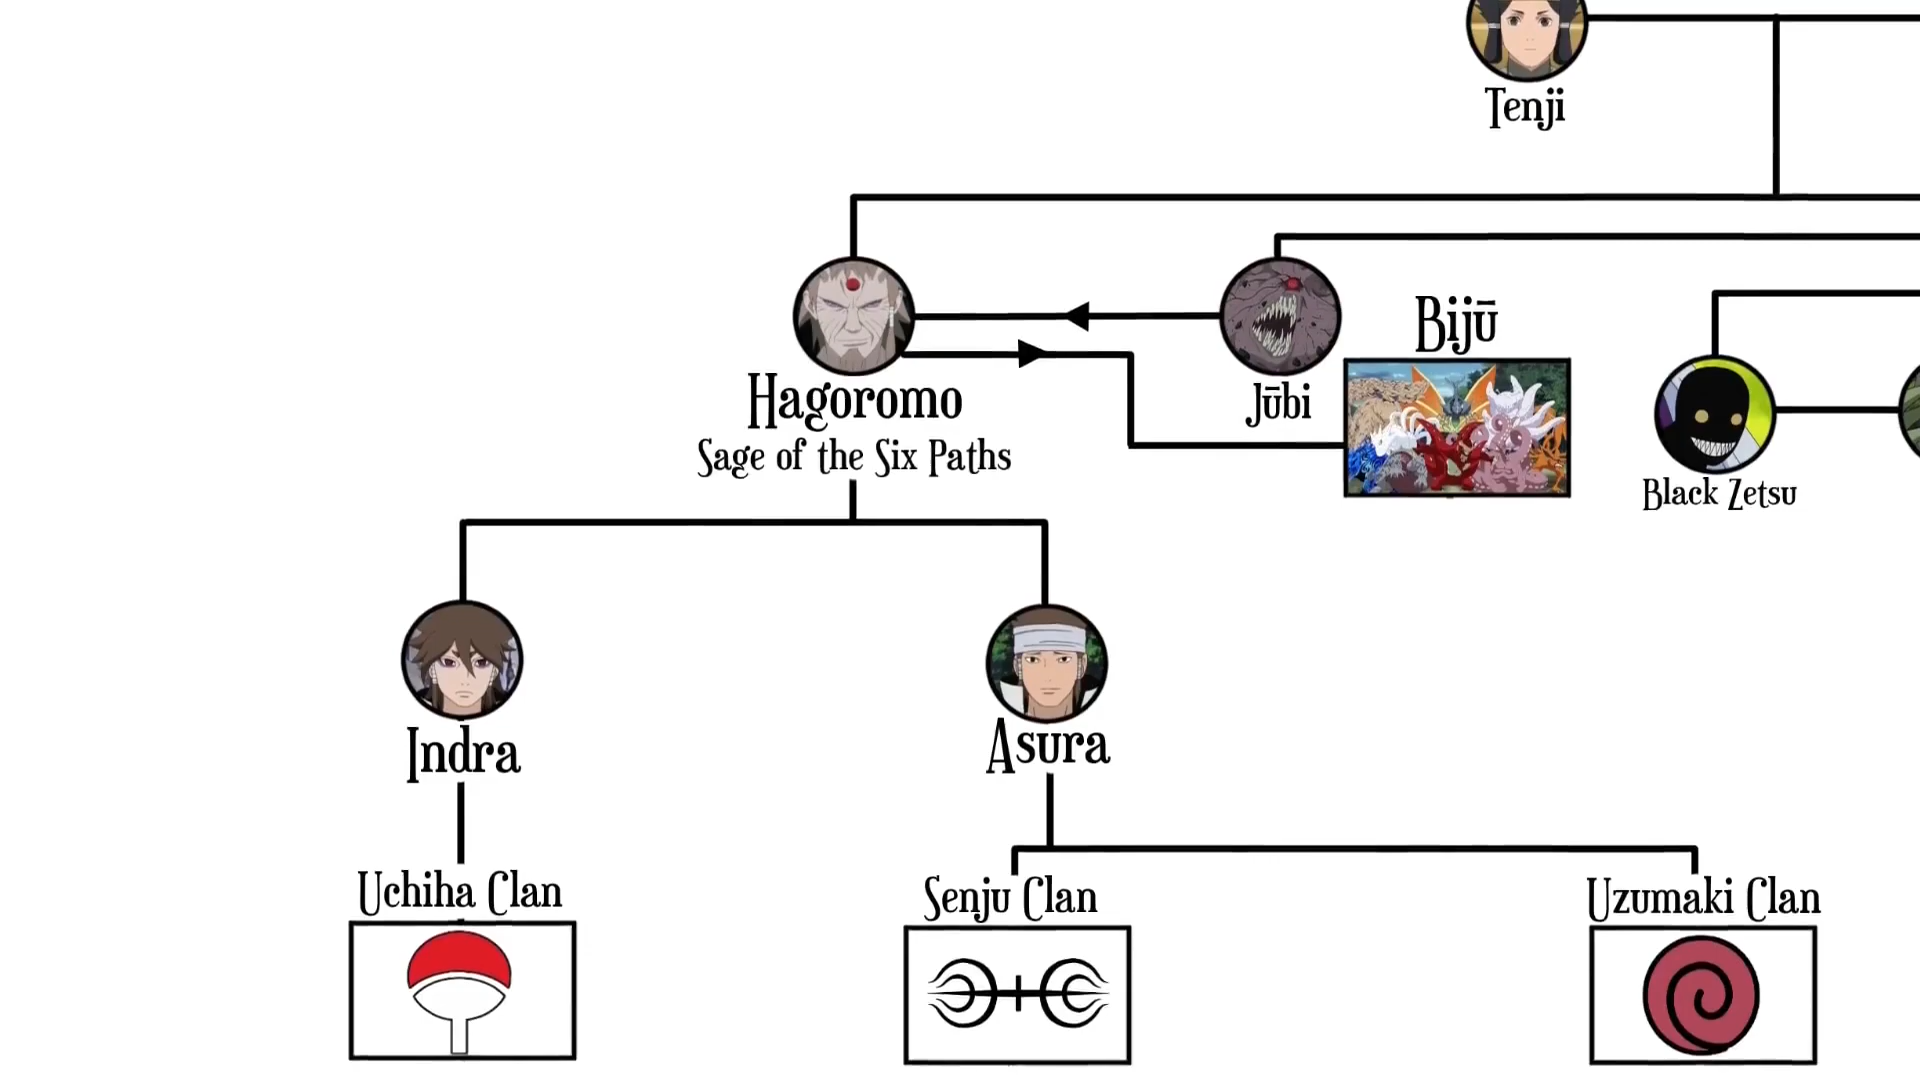 Tenji
Bijū
Hagoromo
Jūbi
Sage of the Six Paths
Black Zetsu
Indra
Asura
Uchiha Clan
Senju Clan
Uzumaki Clan